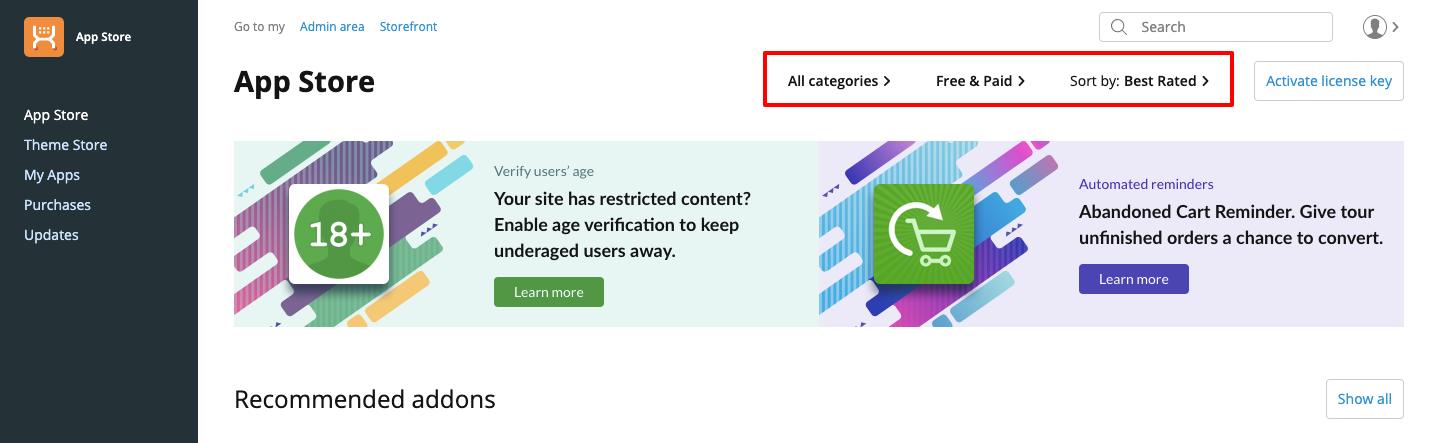 App Store
Go to my Admin area Storefront
Search
App Store
All categories
Free & Paid
Sort by: Best Rated
Activate license key
App Store
Theme Store
My Apps
Purchases
Updates
18+
Verify users’ age
Your site has restricted content?
Enable age verification to keep
underaged users away.
Learn more
Automated reminders
Abandoned Cart Reminder. Give tour
unfinished orders a chance to convert.
Learn more
Recommended addons
Show all